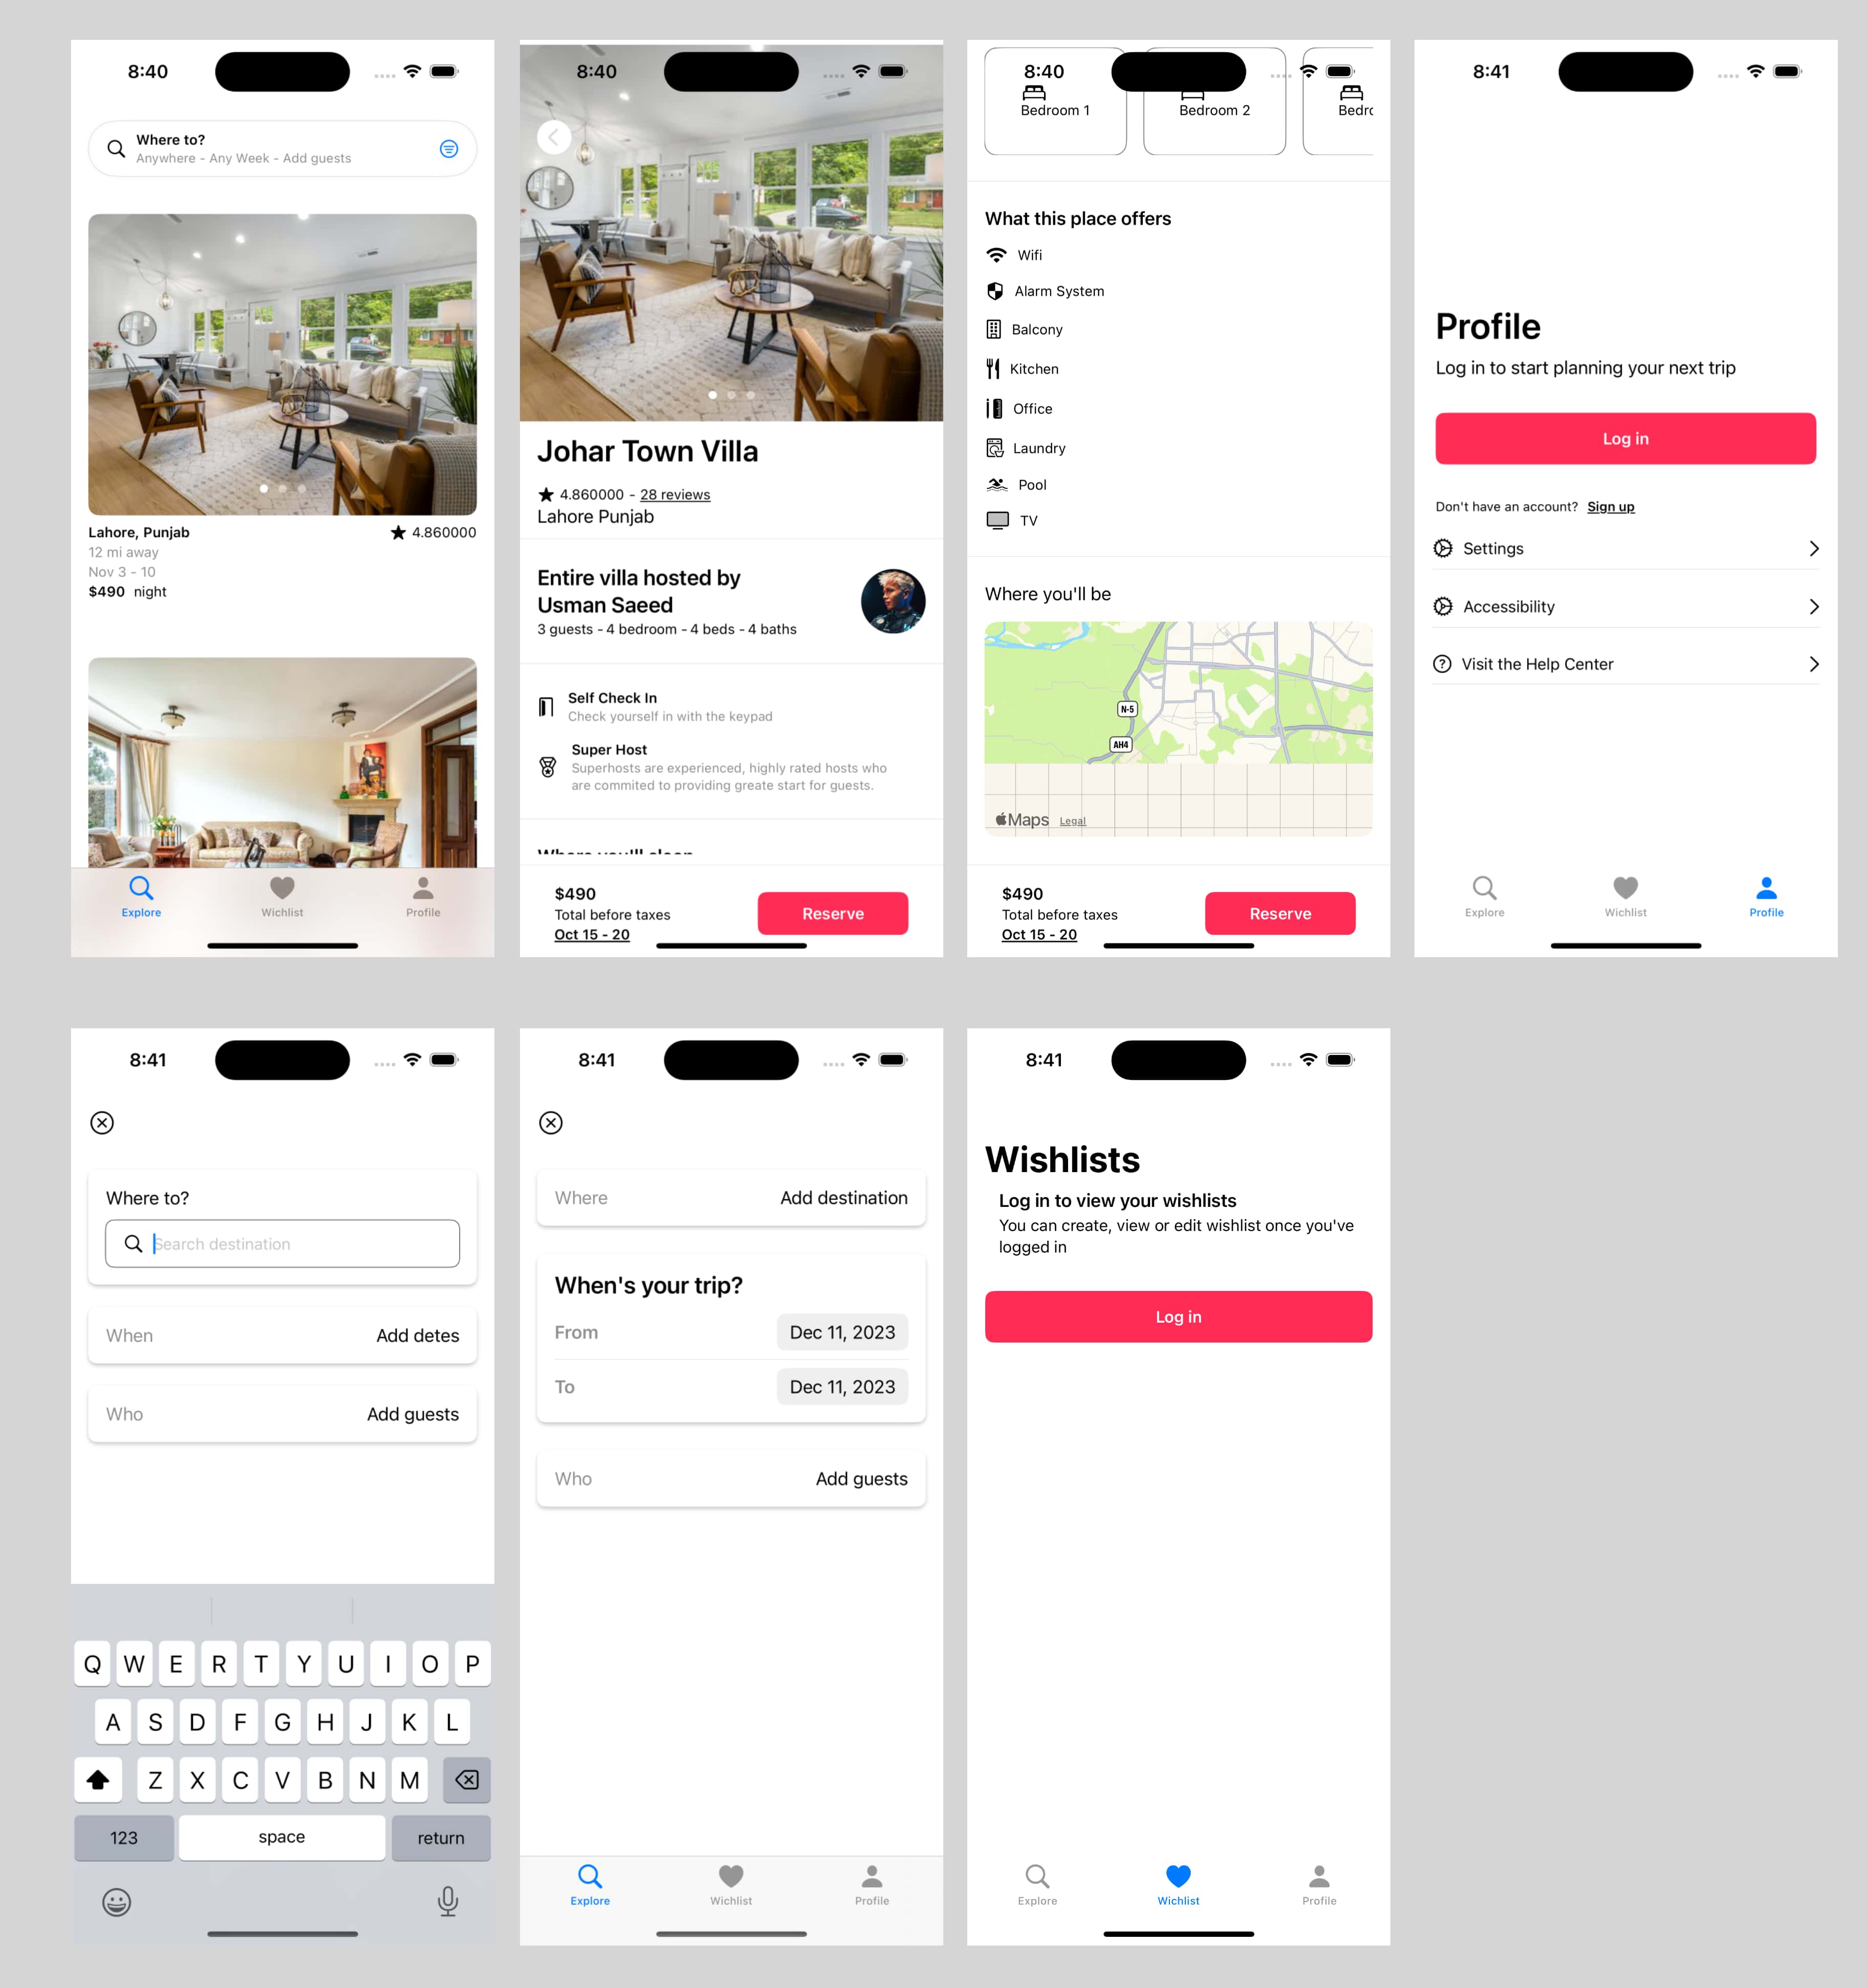 8:40
Where to?
Anywhere - Any Week - Add guests
Lahore, Punjab
4.860000
12 mi away
Nov 3 - 10
$490 night
Explore
Wichlist
Profile
8:40
Johar Town Villa
4.860000 - 28 reviews
Lahore Punjab
Entire villa hosted by
Usman Saeed
3 guests - 4 bedroom - 4 beds - 4 baths
Self Check In
Check yourself in with the keypad
Super Host
Superhosts are experienced, highly rated hosts who
are commited to providing greate start for guests.
Where you'll sleep
$490
Total before taxes
Oct 15 - 20
Reserve
8:40
Bedroom 1
Bedroom 2
Bedr
What this place offers
Wifi
Alarm System
Balcony
Kitchen
Office
Laundry
Pool
TV
Where you'll be
N-5
AH4
Maps Legal
$490
Total before taxes
Oct 15 - 20
Reserve
8:41
Profile
Log in to start planning your next trip
Log in
Don't have an account? Sign up
Settings
Accessibility
Visit the Help Center
Explore
Wichlist
Profile
8:41
Where to?
Search destination
When
Add detes
Who
Add guests
Q W E R T Y U I O P
A S D F G H J K L
Z X C V B N M
123
space
return
8:41
Where
Add destination
When's your trip?
From
Dec 11, 2023
To
Dec 11, 2023
Who
Add guests
Explore
Wichlist
Profile
8:41
Wishlists
Log in to view your wishlists
You can create, view or edit wishlist once you've
logged in
Log in
Explore
Wichlist
Profile